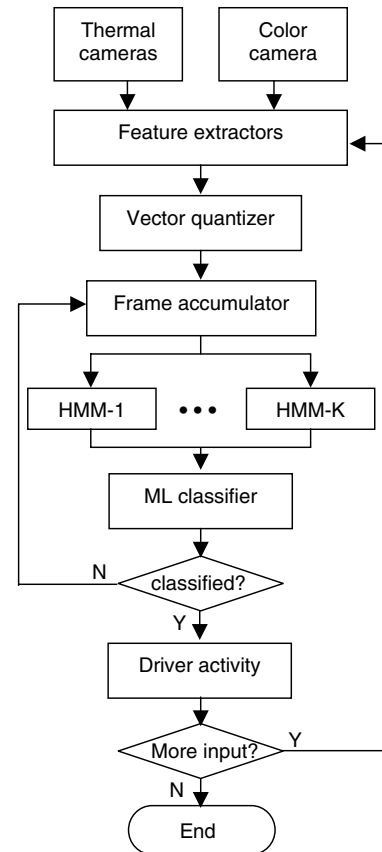 Thermal
cameras
Color
camera
Feature extractors
Vector quantizer
Frame accumulator
HMM-1
•••
HMM-K
ML classifier
N
classified?
Y
Driver activity
More input?
Y
N
End